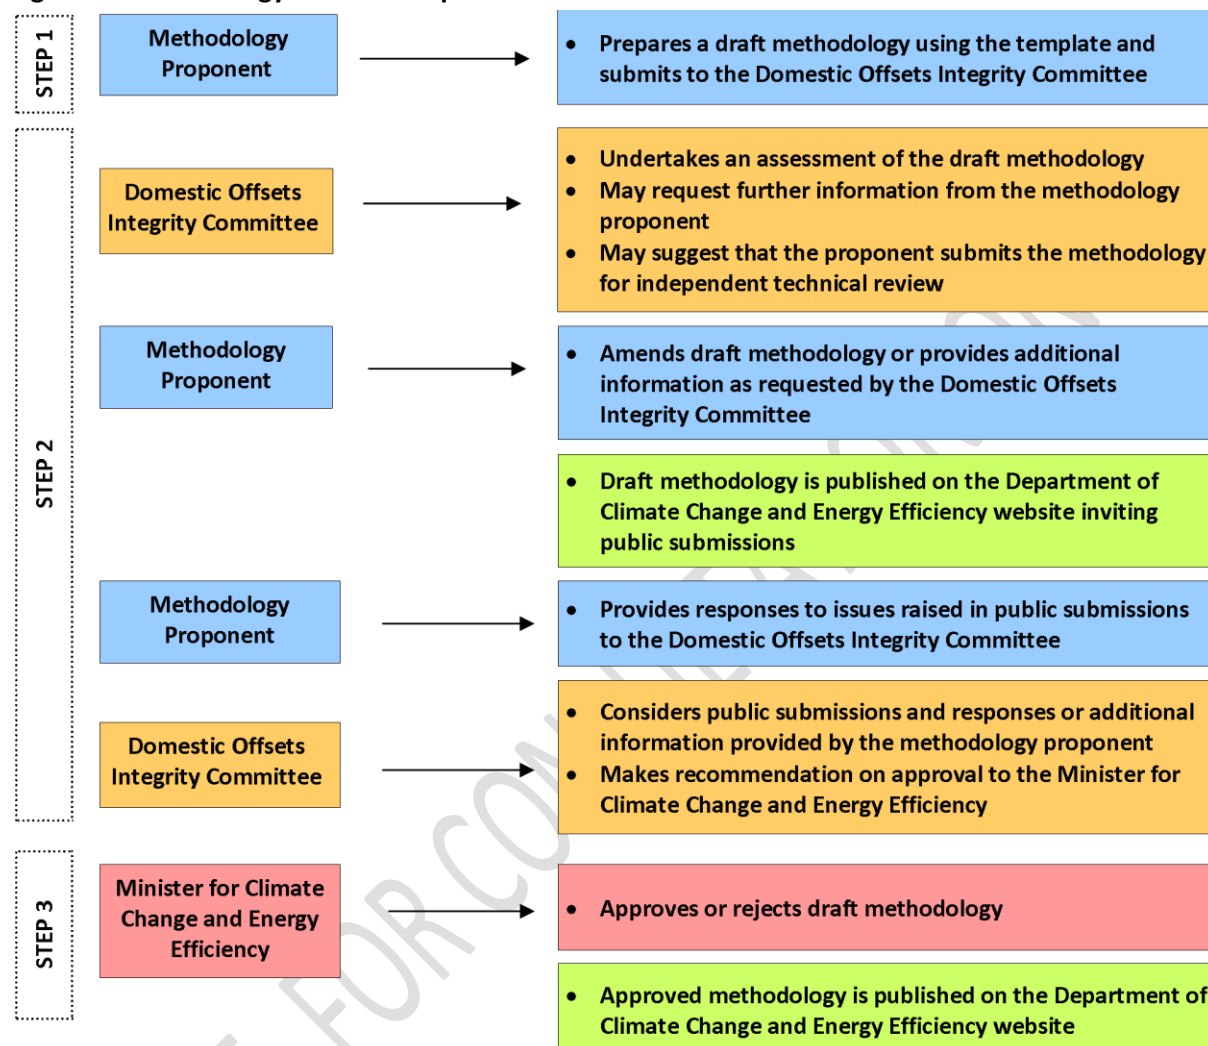 STEP 1
Methodology
Proponent
• Prepares a draft methodology using the template and
submits to the Domestic Offsets Integrity Committee
STEP 2
Domestic Offsets
Integrity Committee
• Undertakes an assessment of the draft methodology
• May request further information from the methodology
proponent
• May suggest that the proponent submits the methodology
for independent technical review
Methodology
Proponent
• Amends draft methodology or provides additional
information as requested by the Domestic Offsets
Integrity Committee
• Draft methodology is published on the Department of
Climate Change and Energy Efficiency website inviting
public submissions
Methodology
Proponent
• Provides responses to issues raised in public submissions
to the Domestic Offsets Integrity Committee
Domestic Offsets
Integrity Committee
• Considers public submissions and responses or additional
information provided by the methodology proponent
• Makes recommendation on approval to the Minister for
Climate Change and Energy Efficiency
STEP 3
Minister for Climate
Change and Energy
Efficiency
• Approves or rejects draft methodology
• Approved methodology is published on the Department of
Climate Change and Energy Efficiency website
FOR